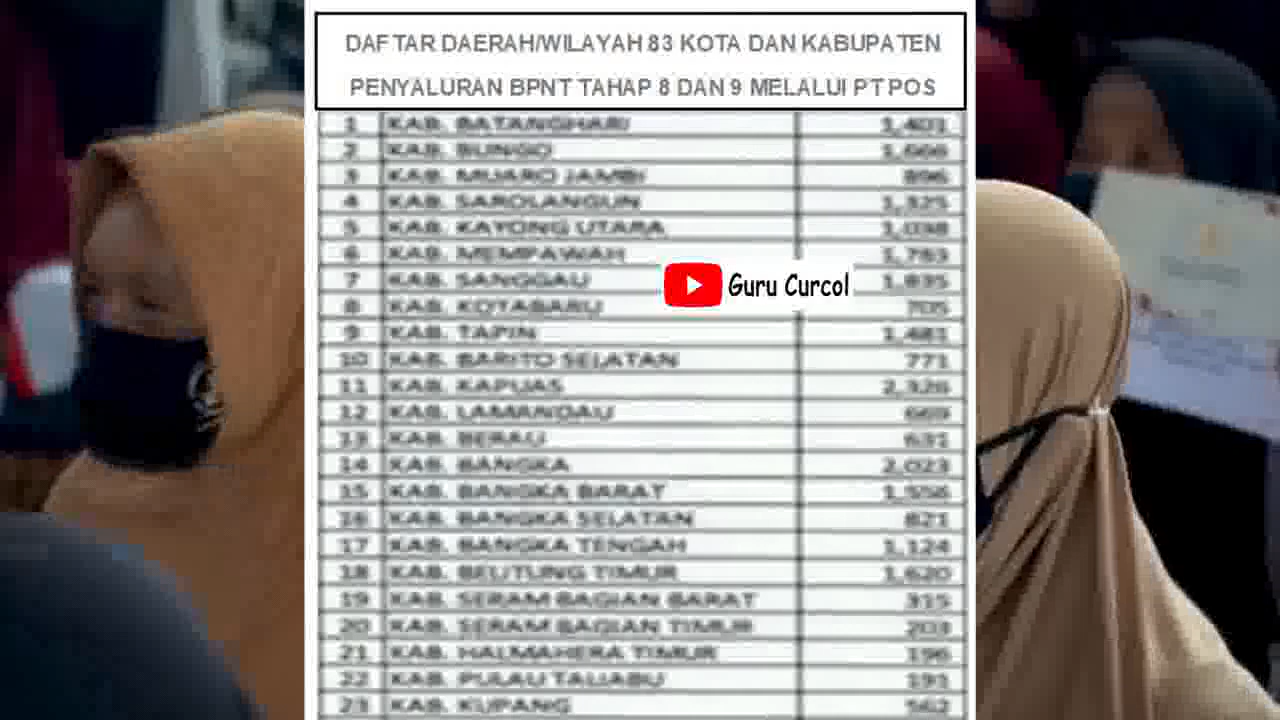 DAFTAR DAERAH/WILAYAH 83 KOTA DAN KABUPATEN
PENYALURAN BPNT TAHAP 8 DAN 9 MELALUI PT POS
1 KAB. BATANGHARI 1,401
2 KAB. BUNGO 1,666
3 KAB. MUARO JAMBI 896
4 KAB. SAROLANGUN 1,325
5 KAB. KAYONG UTARA 1,038
6 KAB. MEMPAWAH 1,783
7 KAB. SANGGAU 1,835
Guru Curcol
8 KAB. KOTABARU 705
9 KAB. TAPIN 1,481
10 KAB. BARITO SELATAN 771
11 KAB. KAPUAS 2,326
12 KAB. LAMANDAU 669
13 KAB. BERAU 631
14 KAB. BANGKA 2,023
15 KAB. BANGKA BARAT 1,556
16 KAB. BANGKA SELATAN 821
17 KAB. BANGKA TENGAH 1,124
18 KAB. BELITUNG TIMUR 1,620
19 KAB. SERAM BAGIAN BARAT 315
20 KAB. SERAM BAGIAN TIMUR 203
21 KAB. HALMAHERA TIMUR 196
22 KAB. PULAU TALIABU 191
23 KAB. KUPANG 562